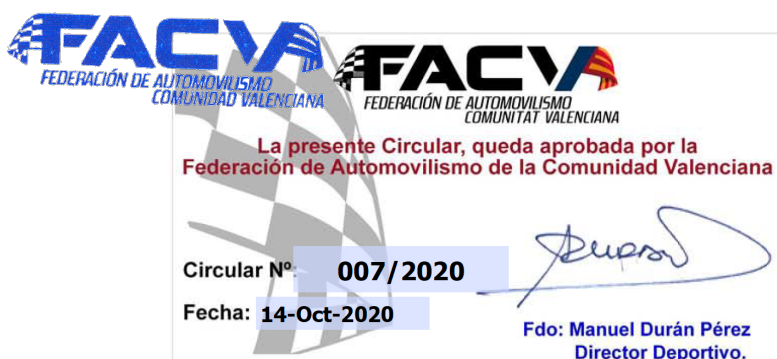 FACVA
FEDERACIÓN DE AUTOMOVILISMO
COMUNIDAD VALENCIANA
FACVA
FEDERACIÓN DE AUTOMOVILISMO
COMUNITAT VALENCIANA
La presente Circular, queda aprobada por la
Federación de Automovilismo de la Comunidad Valenciana
Circular Nº: 007/2020
Fecha: 14-Oct-2020
Fdo: Manuel Durán Pérez
Director Deportivo.